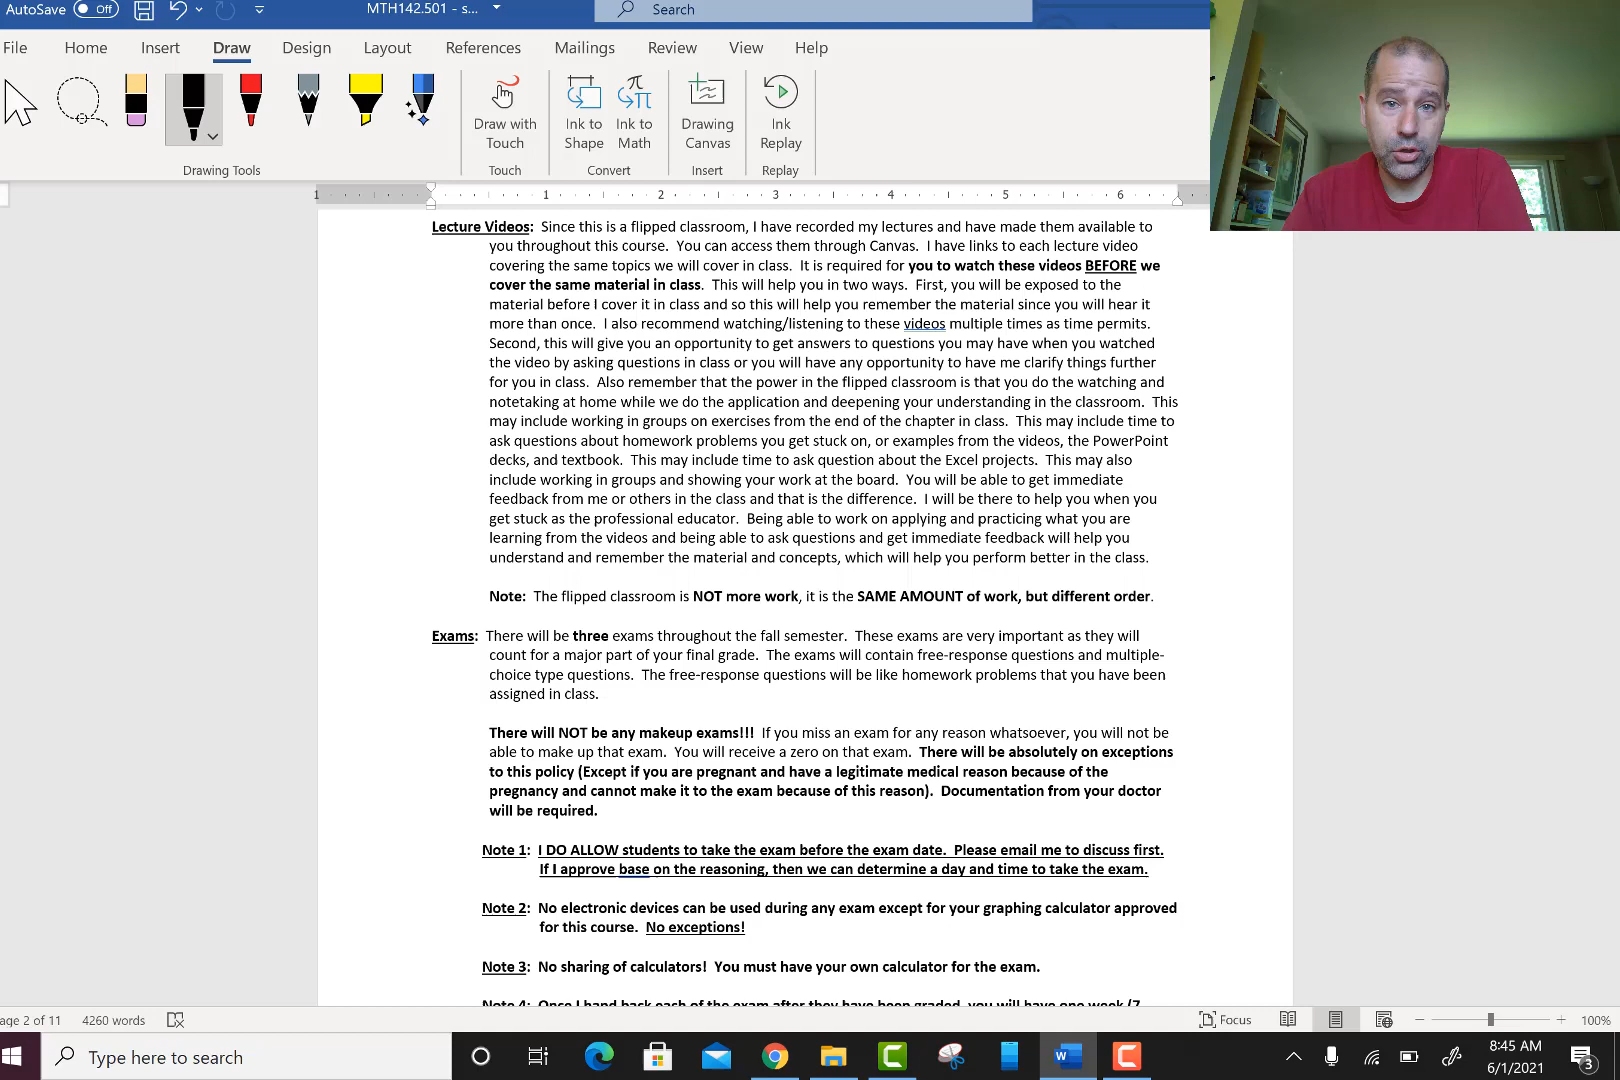 AutoSave Off MTH142.501 - s... Search
File Home Insert Draw Design Layout References Mailings Review View Help
Draw with Touch
Ink to Shape
Ink to Math
Drawing Canvas
Ink Replay
Drawing Tools Touch Convert Insert Replay
1 1 2 3 4 5 6
Lecture Videos: Since this is a flipped classroom, I have recorded my lectures and have made them available to
you throughout this course. You can access them through Canvas. I have links to each lecture video
covering the same topics we will cover in class. It is required for you to watch these videos BEFORE we
cover the same material in class. This will help you in two ways. First, you will be exposed to the
material before I cover it in class and so this will help you remember the material since you will hear it
more than once. I also recommend watching/listening to these videos multiple times as time permits.
Second, this will give you an opportunity to get answers to questions you may have when you watched
the video by asking questions in class or you will have any opportunity to have me clarify things further
for you in class. Also remember that the power in the flipped classroom is that you do the watching and
notetaking at home while we do the application and deepening your understanding in the classroom. This
may include working in groups on exercises from the end of the chapter in class. This may include time to
ask questions about homework problems you get stuck on, or examples from the videos, the PowerPoint
decks, and textbook. This may include time to ask question about the Excel projects. This may also
include working in groups and showing your work at the board. You will be able to get immediate
feedback from me or others in the class and that is the difference. I will be there to help you when you
get stuck as the professional educator. Being able to work on applying and practicing what you are
learning from the videos and being able to ask questions and get immediate feedback will help you
understand and remember the material and concepts, which will help you perform better in the class.
Note: The flipped classroom is NOT more work, it is the SAME AMOUNT of work, but different order.
Exams: There will be three exams throughout the fall semester. These exams are very important as they will
count for a major part of your final grade. The exams will contain free-response questions and multiple-
choice type questions. The free-response questions will be like homework problems that you have been
assigned in class.
There will NOT be any makeup exams!!! If you miss an exam for any reason whatsoever, you will not be
able to make up that exam. You will receive a zero on that exam. There will be absolutely on exceptions
to this policy (Except if you are pregnant and have a legitimate medical reason because of the
pregnancy and cannot make it to the exam because of this reason). Documentation from your doctor
will be required.
Note 1: I DO ALLOW students to take the exam before the exam date. Please email me to discuss first.
If I approve base on the reasoning, then we can determine a day and time to take the exam.
Note 2: No electronic devices can be used during any exam except for your graphing calculator approved
for this course. No exceptions!
Note 3: No sharing of calculators! You must have your own calculator for the exam.
Note 4: Once I hand back each of the exam after they have been graded, you will have one week (7
age 2 of 11 4260 words Focus 100%
Type here to search 8:45 AM
6/1/2021 3